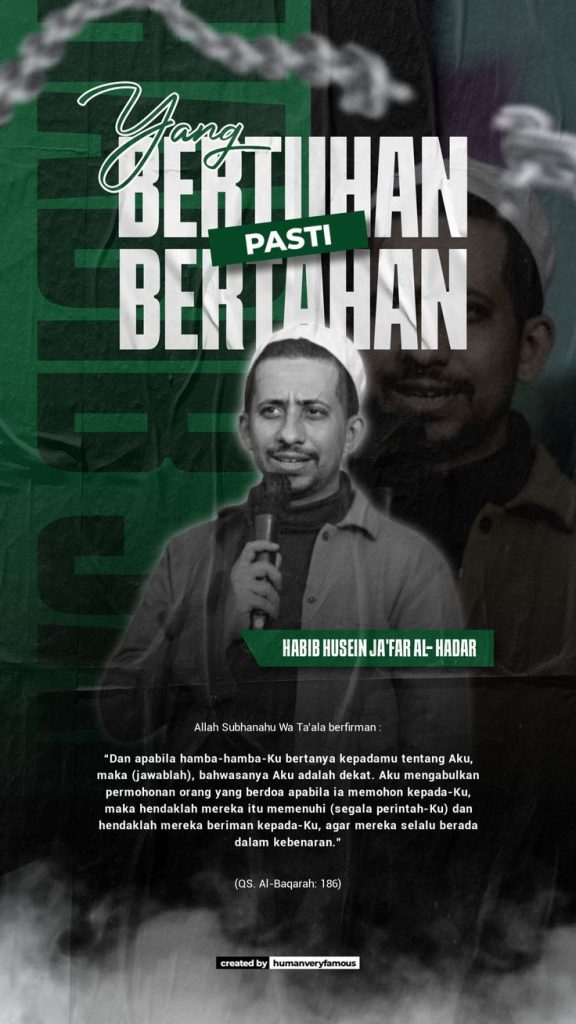 Yang
BERTUHAN
PASTI
BERTAHAN
HABIB HUSEIN JA'FAR AL- HADAR
Allah Subhanahu Wa Ta'ala berfirman :
"Dan apabila hamba-hamba-Ku bertanya kepadamu tentang Aku,
maka (jawablah), bahwasanya Aku adalah dekat. Aku mengabulkan
permohonan orang yang berdoa apabila ia memohon kepada-Ku,
maka hendaklah mereka itu memenuhi (segala perintah-Ku) dan
hendaklah mereka beriman kepada-Ku, agar mereka selalu berada
dalam kebenaran."
(QS. Al-Baqarah: 186)
created by humanveryfamous